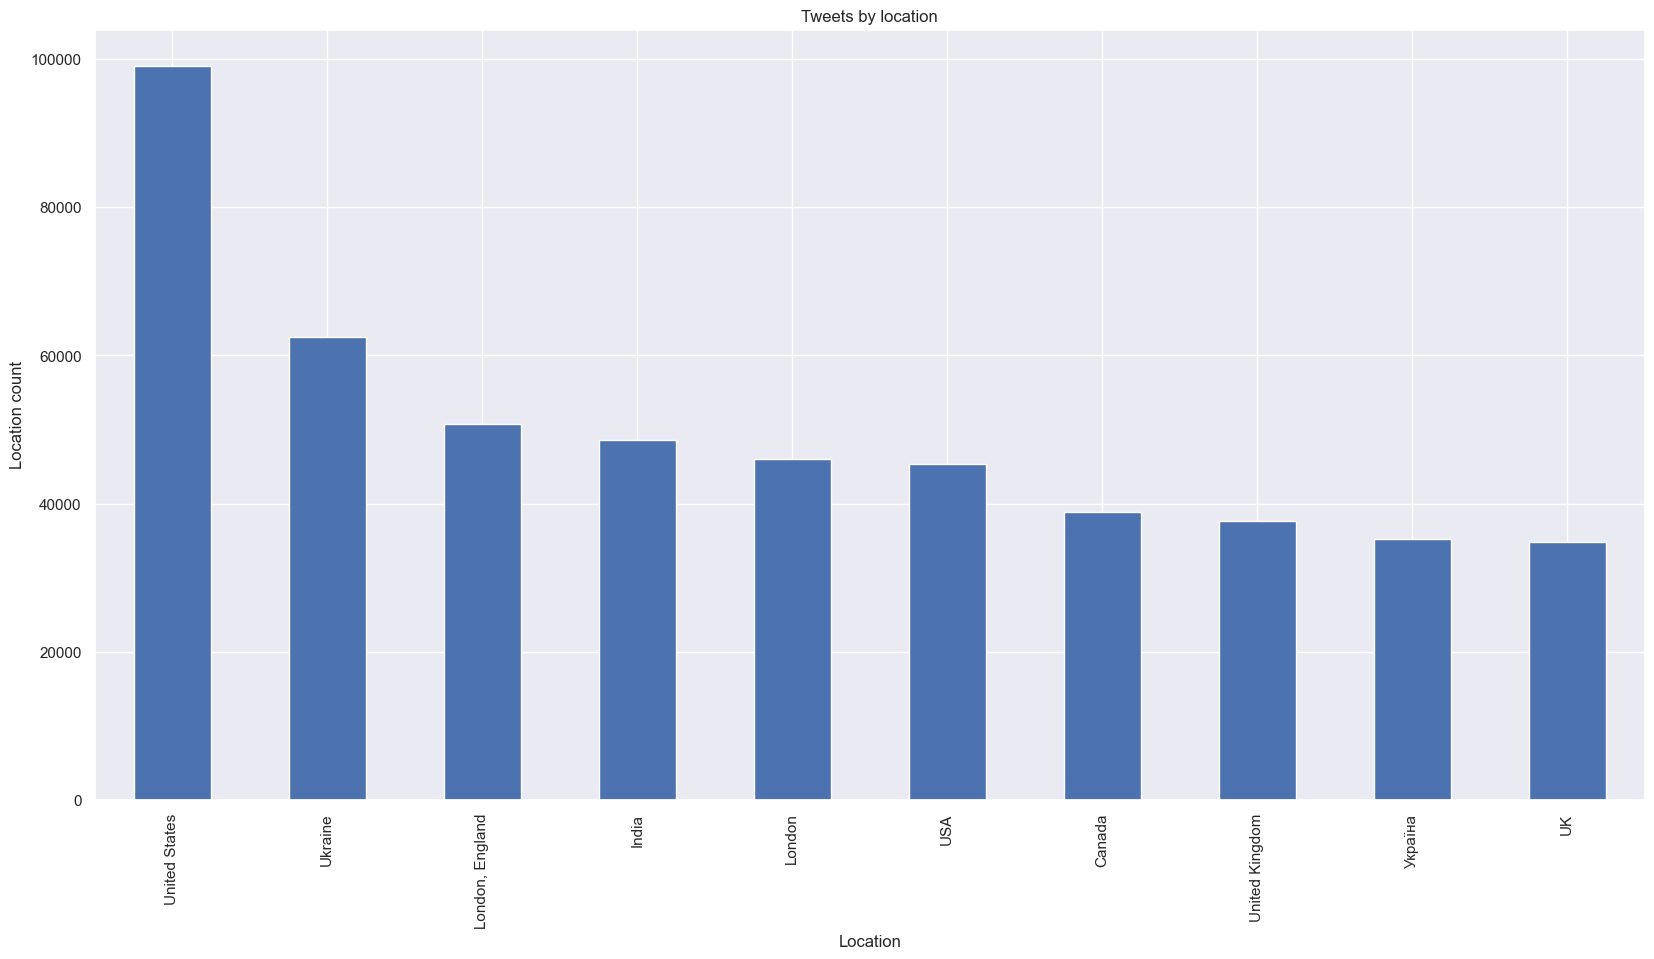 Tweets by location
100000
80000
60000
40000
20000
0
Location count
United States
Ukraine
London, England
India
London
USA
Canada
United Kingdom
Україна
UK
Location